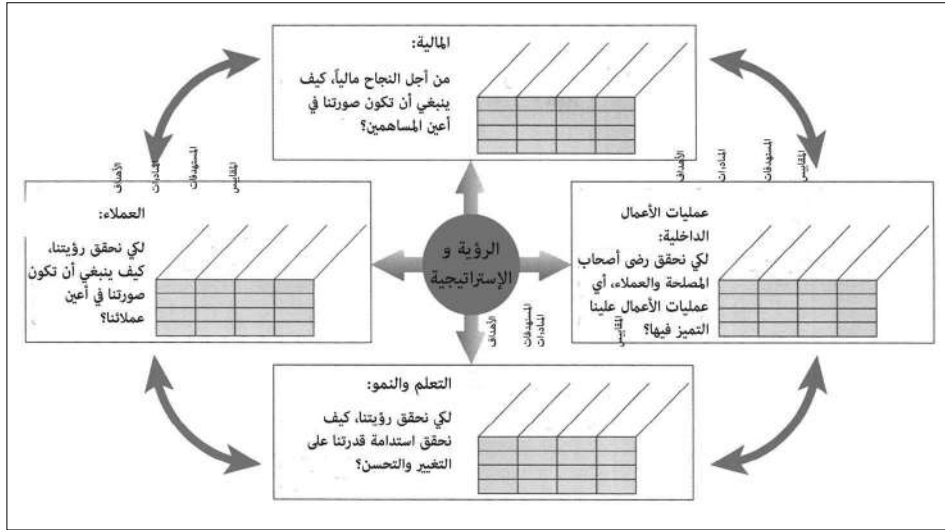 المالية:
من أجل النجاح مالياً، كيف
ينبغي أن تكون صورتنا في
أعين المساهمين؟
الأهداف
المبادرات
المستهدفات
المقاييس
عمليات الأعمال
الداخلية:
لكي نحقق رضى أصحاب
المصلحة والعملاء، أي
عمليات الأعمال علينا
التميز فيها؟
الرؤية و
الإستراتيجية
الأهداف
المبادرات
المستهدفات
المقاييس
العملاء:
لكي نحقق رؤيتنا،
كيف ينبغي أن تكون
صورتنا في أعين
عملائنا؟
الأهداف
المستهدفات
المبادرات
المقاييس
التعلم والنمو:
لكي نحقق رؤيتنا، كيف
نحقق استدامة قدرتنا على
التغيير والتحسن؟